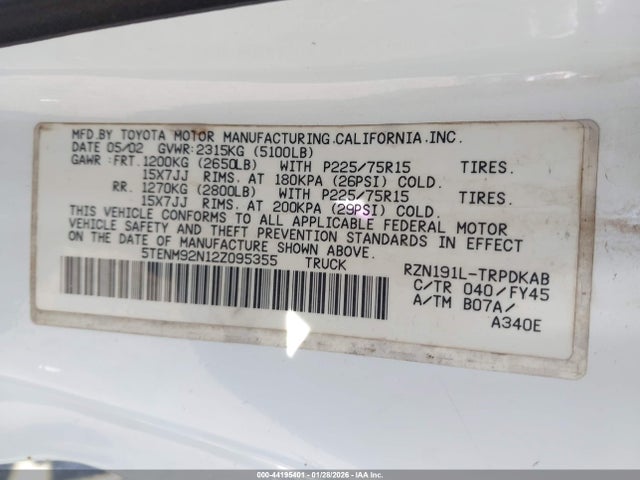 MFD.BY TOYOTA MOTOR MANUFACTURING,CALIFORNIA.INC.
DATE 05/02 GVWR:2315KG (5100LB)
GAWR:FRT.1200KG (2650LB) WITH P225/75R15 TIRES.
15X7JJ RIMS. AT 180KPA (26PSI) COLD.
RR. 1270KG (2800LB) WITH P225/75R15 TIRES.
15X7JJ RIMS. AT 200KPA (29PSI) COLD.
THIS VEHICLE CONFORMS TO ALL APPLICABLE FEDERAL MOTOR
VEHICLE SAFETY AND THEFT PREVENTION STANDARDS IN EFFECT
ON THE DATE OF MANUFACTURE SHOWN ABOVE.
5TENM92N12Z095355 TRUCK
RZN191L-TRPDKAB
C/TR 040/FY45
A/TM B07A/
A340E
000-44195401 - 01/28/2026 - IAAI.COM